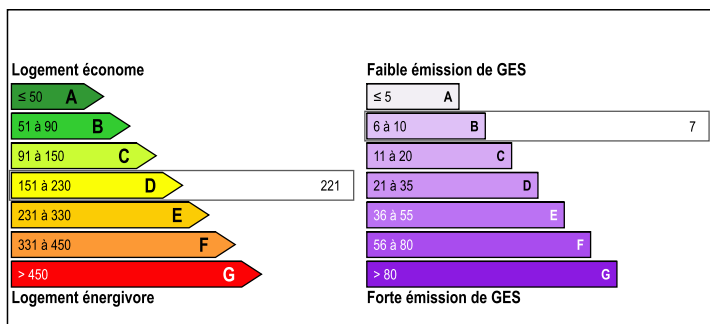 Logement économe
≤ 50 A
51 à 90 B
91 à 150 C
151 à 230 D 221
231 à 330 E
331 à 450 F
> 450 G
Logement énergivore
Faible émission de GES
≤ 5 A
6 à 10 B 7
11 à 20 C
21 à 35 D
36 à 55 E
56 à 80 F
> 80 G
Forte émission de GES